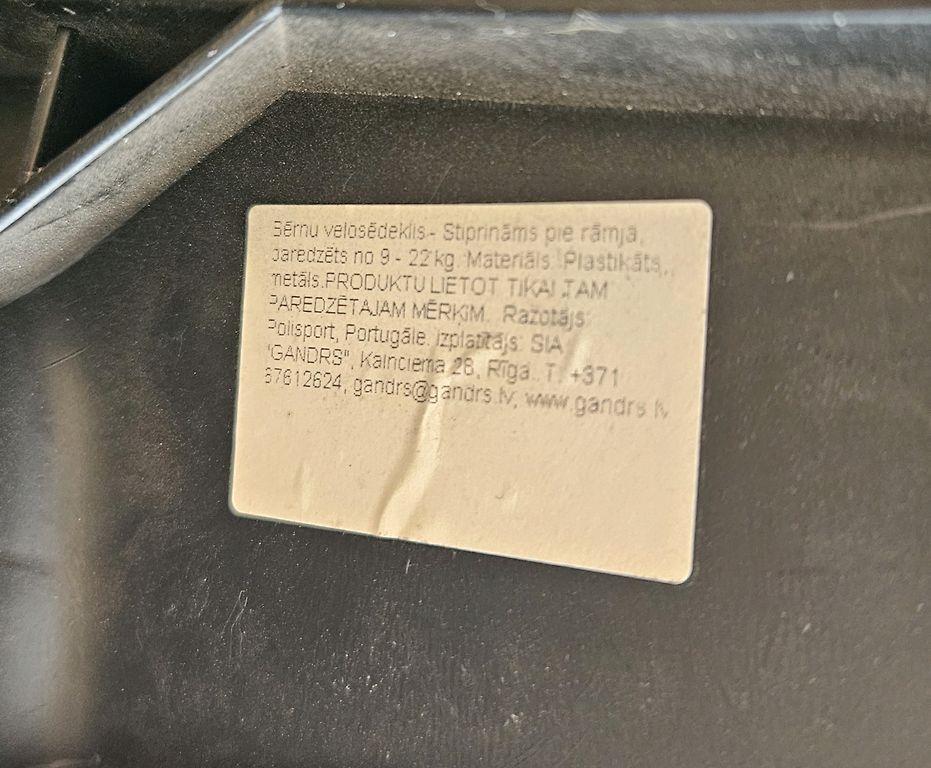 Bērnu velosēdeklis - Stiprināms pie rāmja,
paredzēts no 9 - 22 kg. Materiāls: Plastikāts,
metāls.PRODUKTU LIETOT TIKAI TAM
PAREDZĒTAJAM MĒRĶIM. Ražotājs:
Polisport, Portugāle. Izplatītājs: SIA
"GANDRS", Kalnciema 28, Rīga. T: +371
67612624, gandrs@gandrs.lv, www.gandrs.lv